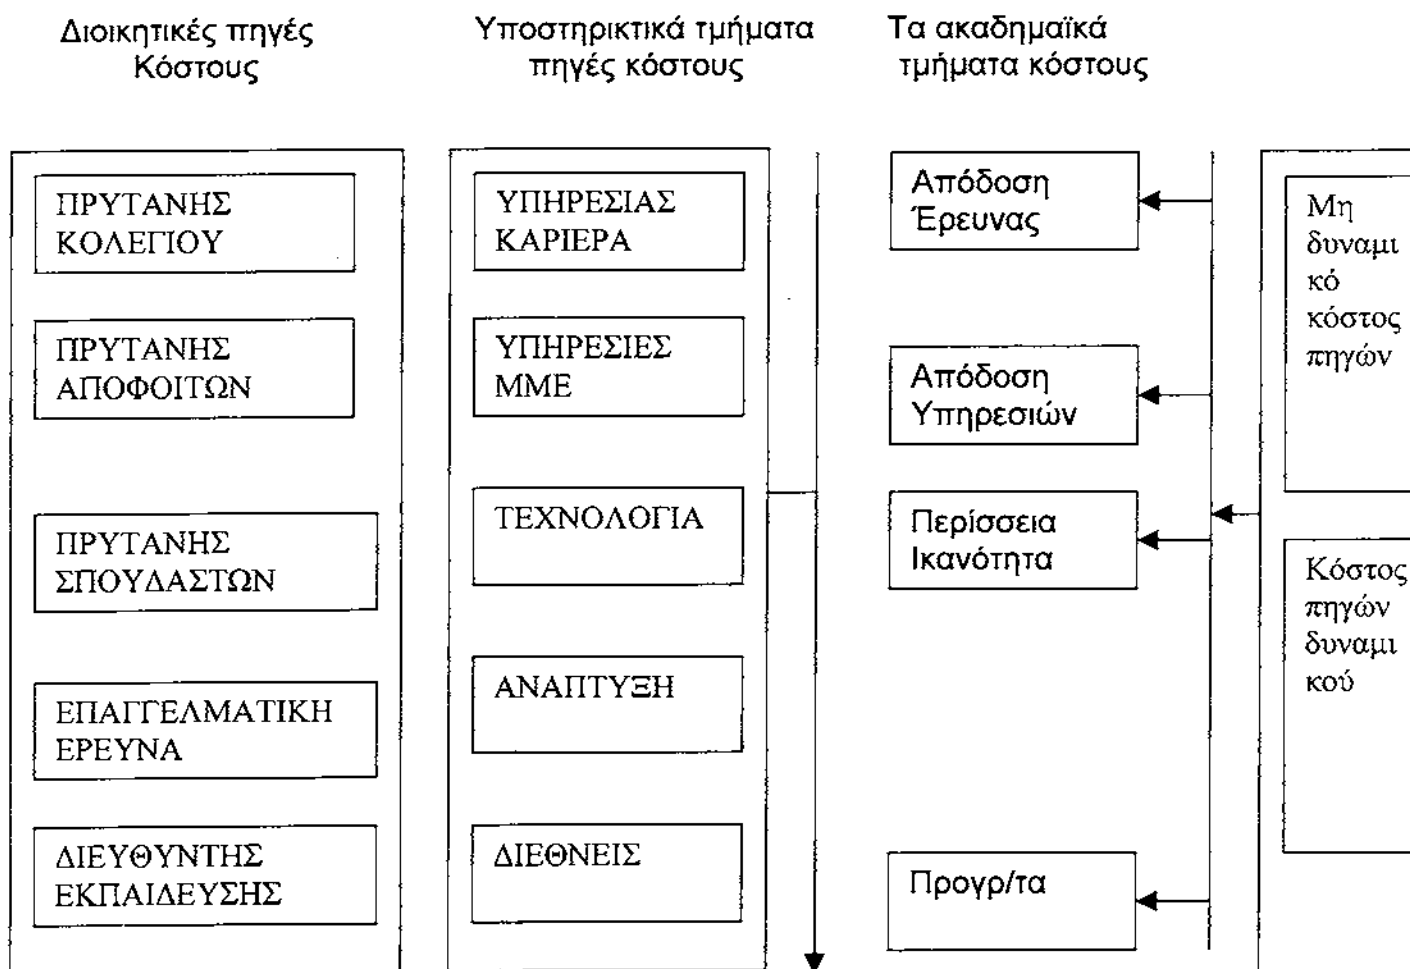 Διοικητικές πηγές
Κόστους
Υποστηρικτικά τμήματα
πηγές κόστους
Τα ακαδημαϊκά
τμήματα κόστους
ΠΡΥΤΑΝΗΣ
ΚΟΛΕΓΙΟΥ
ΠΡΥΤΑΝΗΣ
ΑΠΟΦΟΙΤΩΝ
ΠΡΥΤΑΝΗΣ
ΣΠΟΥΔΑΣΤΩΝ
ΕΠΑΓΓΕΛΜΑΤΙΚΗ
ΕΡΕΥΝΑ
ΔΙΕΥΘΥΝΤΗΣ
ΕΚΠΑΙΔΕΥΣΗΣ
ΥΠΗΡΕΣΙΑΣ
ΚΑΡΙΕΡΑ
ΥΠΗΡΕΣΙΕΣ
ΜΜΕ
ΤΕΧΝΟΛΟΓΙΑ
ΑΝΑΠΤΥΞΗ
ΔΙΕΘΝΕΙΣ
Απόδοση
Έρευνας
Απόδοση
Υπηρεσιών
Περίσσεια
Ικανότητα
Προγρ/τα
Μη
δυναμι
κό
κόστος
πηγών
Κόστος
πηγών
δυναμι
κού